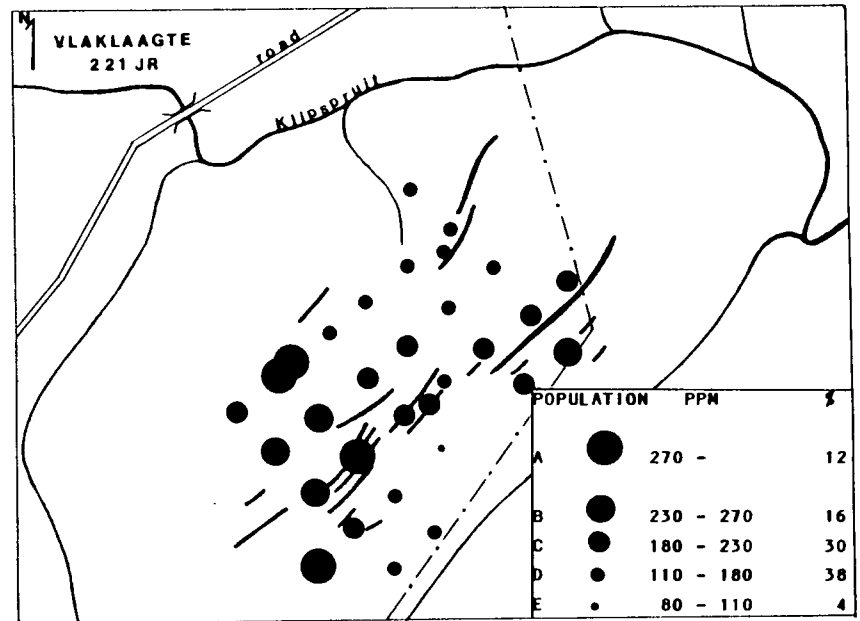 N
VLAKLAAGTE
221 JR
road
Klipspruit
POPULATION PPM %
A 270 - 12
B 230 - 270 16
C 180 - 230 30
D 110 - 180 38
E 80 - 110 4